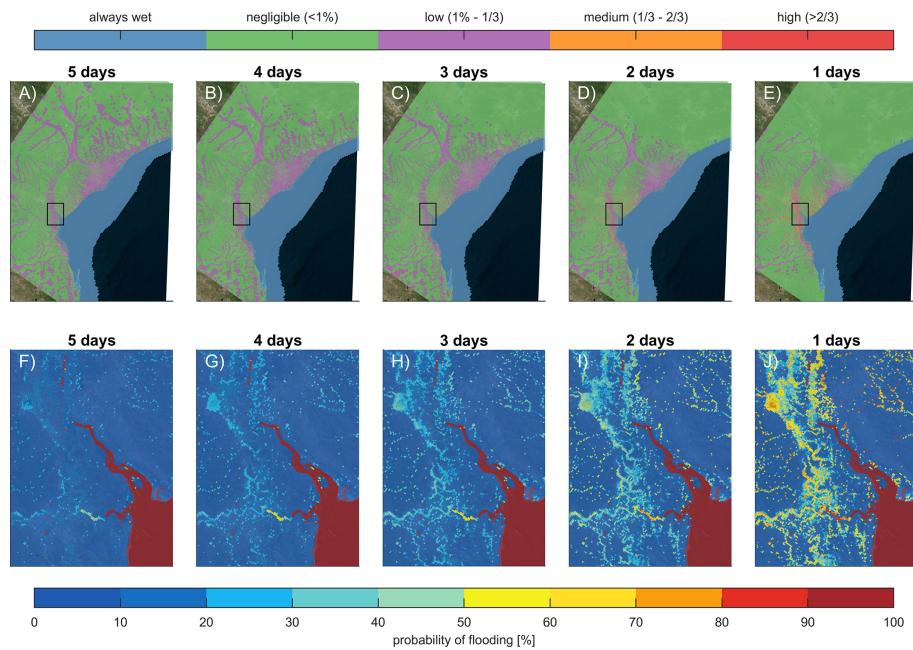 always wet negligible (<1%) low (1% - 1/3) medium (1/3 - 2/3) high (>2/3)
5 days 4 days 3 days 2 days 1 days
A) B) C) D) E)
5 days 4 days 3 days 2 days 1 days
F) G) H) I) J)
0 10 20 30 40 50 60 70 80 90 100
probability of flooding [%]